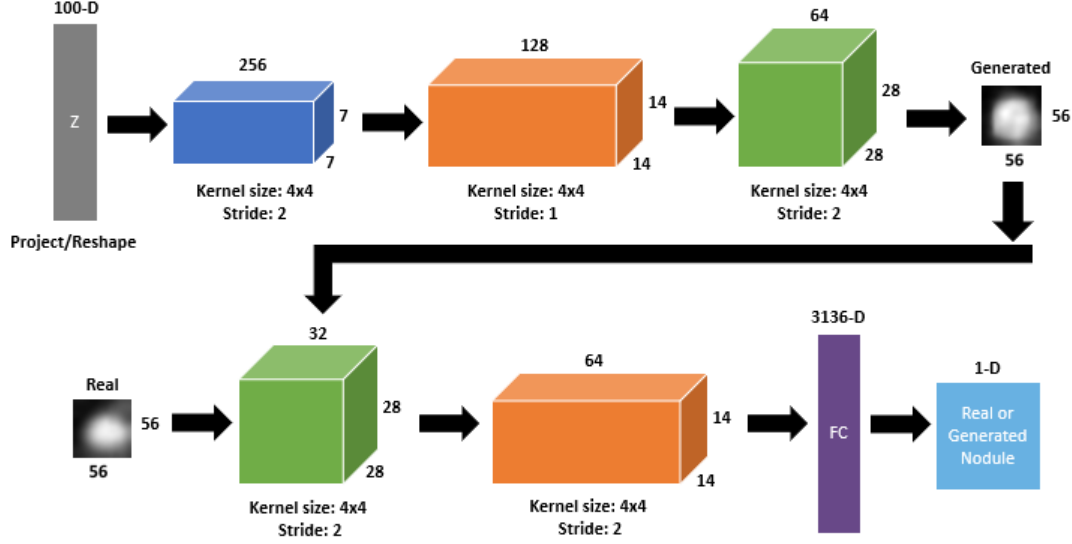 100-D
Z
Project/Reshape
256
7
7
Kernel size: 4x4
Stride: 2
128
14
14
Kernel size: 4x4
Stride: 1
64
28
28
Kernel size: 4x4
Stride: 2
Generated
56
56
Real
56
56
32
28
28
Kernel size: 4x4
Stride: 2
64
14
14
Kernel size: 4x4
Stride: 2
3136-D
FC
1-D
Real or
Generated
Nodule